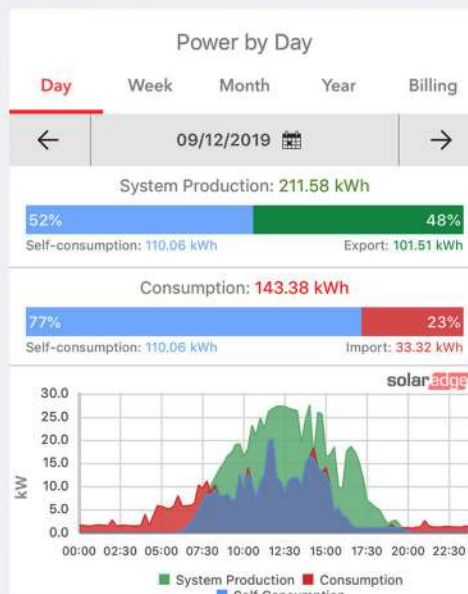 Power by Day
Day Week Month Year Billing
09/12/2019
System Production: 211.58 kWh
52% 48%
Self-consumption: 110.06 kWh Export: 101.51 kWh
Consumption: 143.38 kWh
77% 23%
Self-consumption: 110.06 kWh Import: 33.32 kWh
solaredge
30.0
25.0
20.0
15.0
10.0
5.0
0.0
kW
00:00 02:30 05:00 07:30 10:00 12:30 15:00 17:30 20:00 22:30
System Production Consumption
Self Consumption